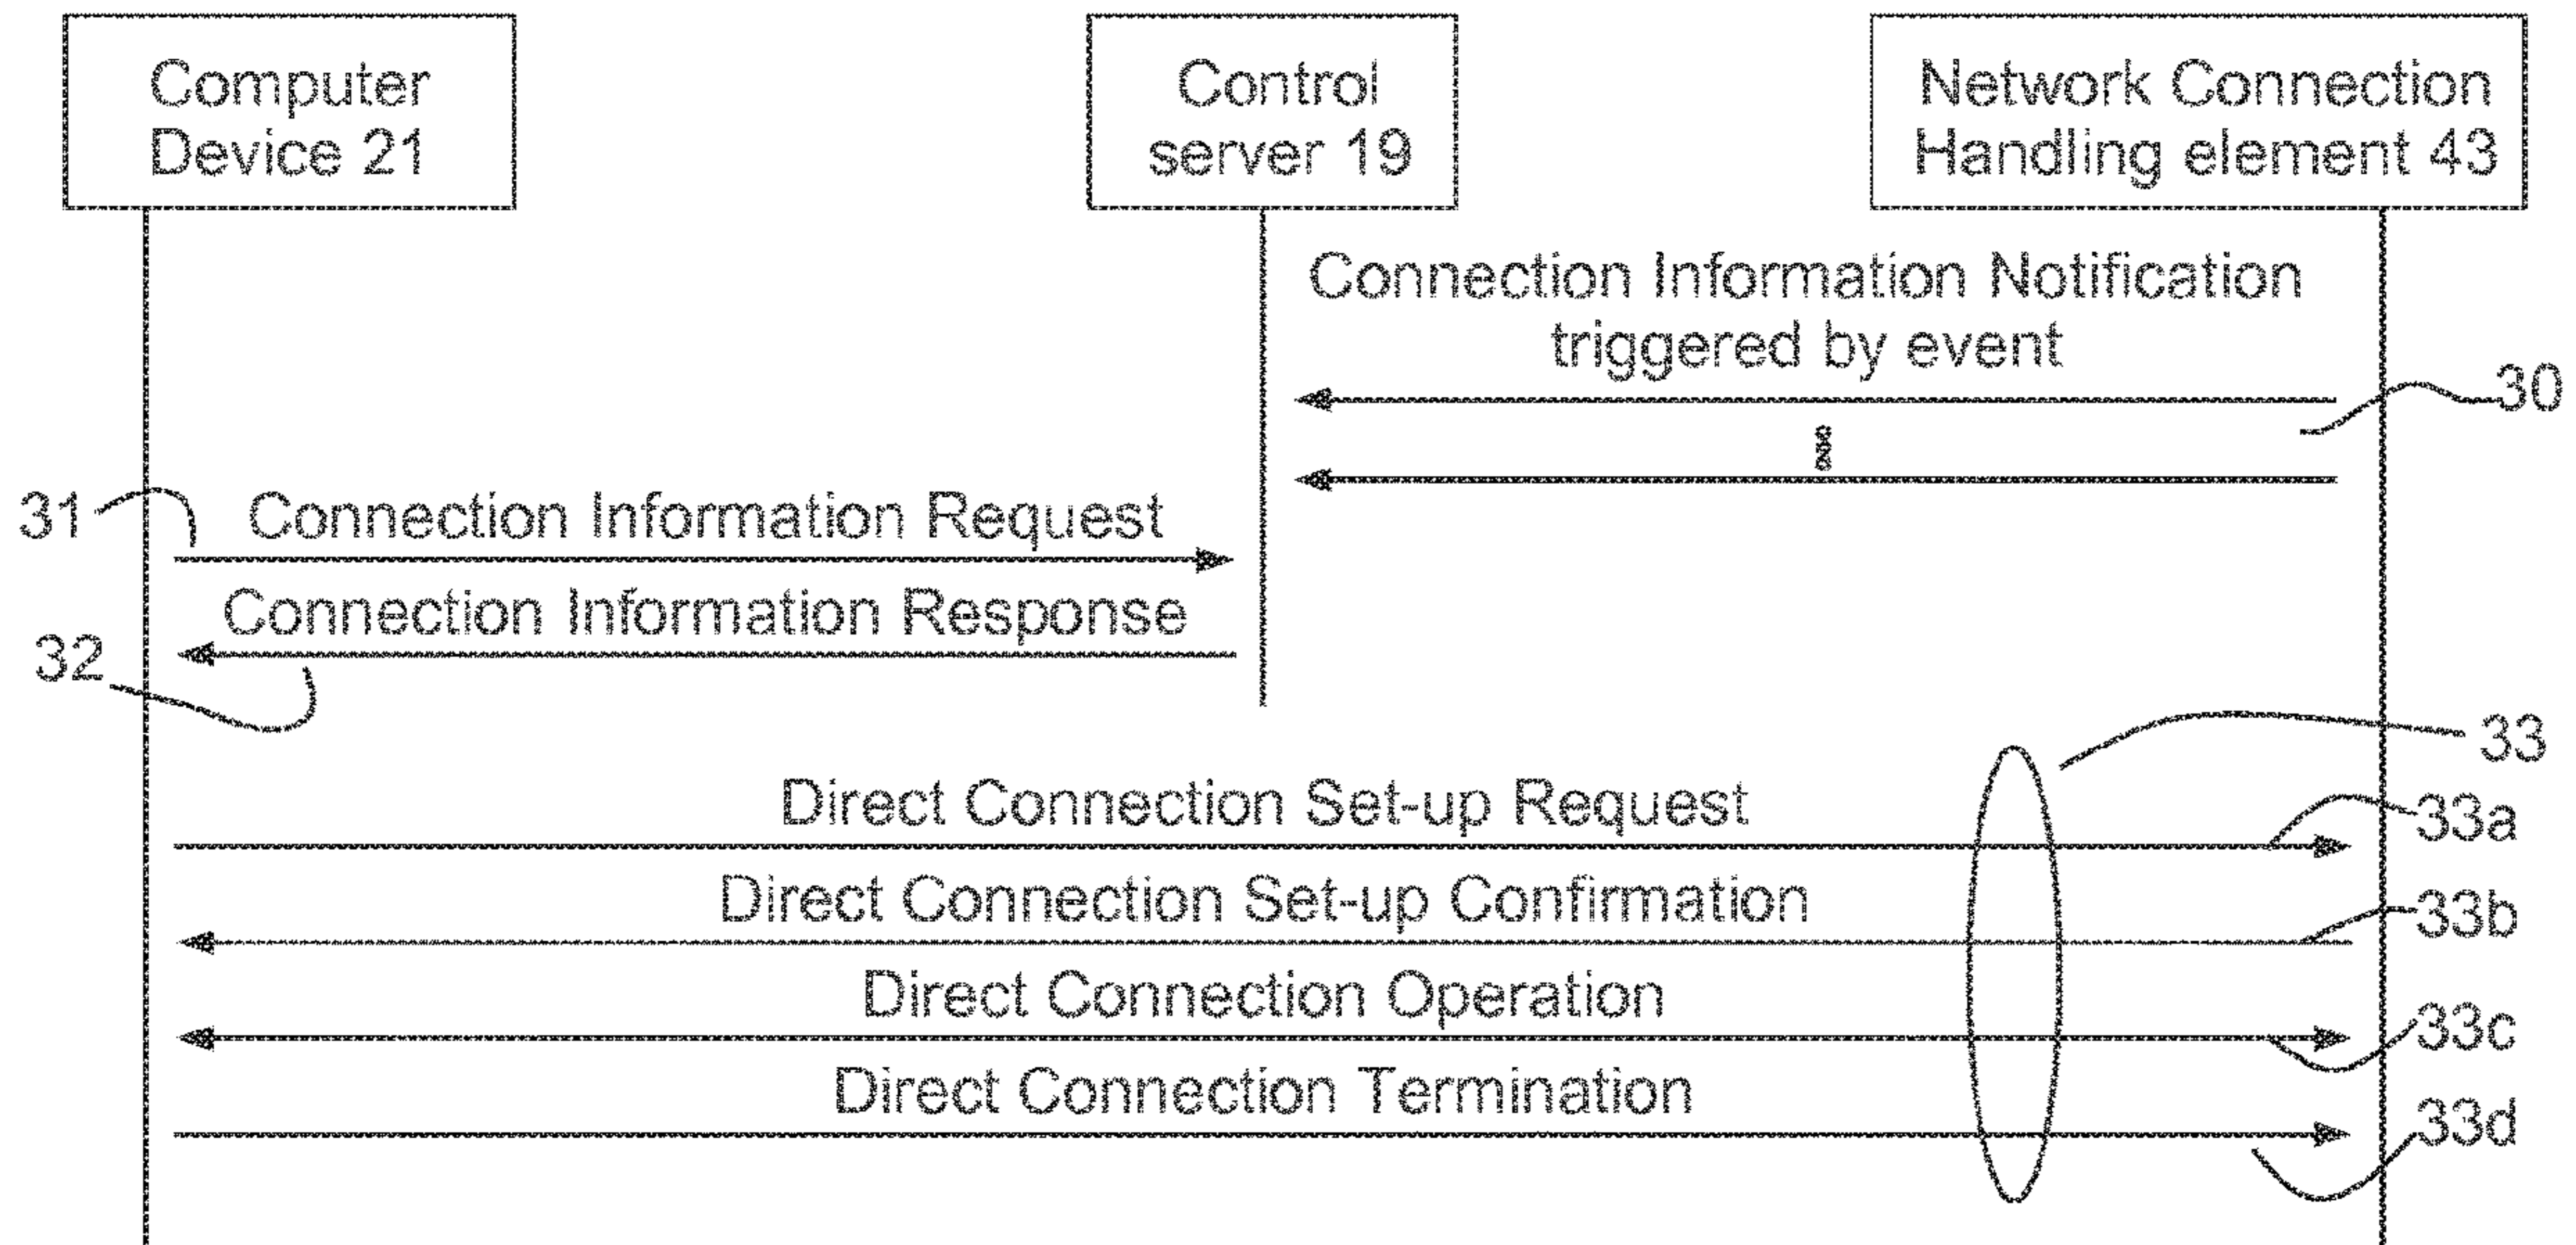 Computer
Device 21
Control
server 19
Network Connection
Handling element 43
Connection Information Notification
triggered by event
30
31
Connection Information Request
Connection Information Response
32
33
Direct Connection Set-up Request
33a
Direct Connection Set-up Confirmation
33b
Direct Connection Operation
33c
Direct Connection Termination
33d